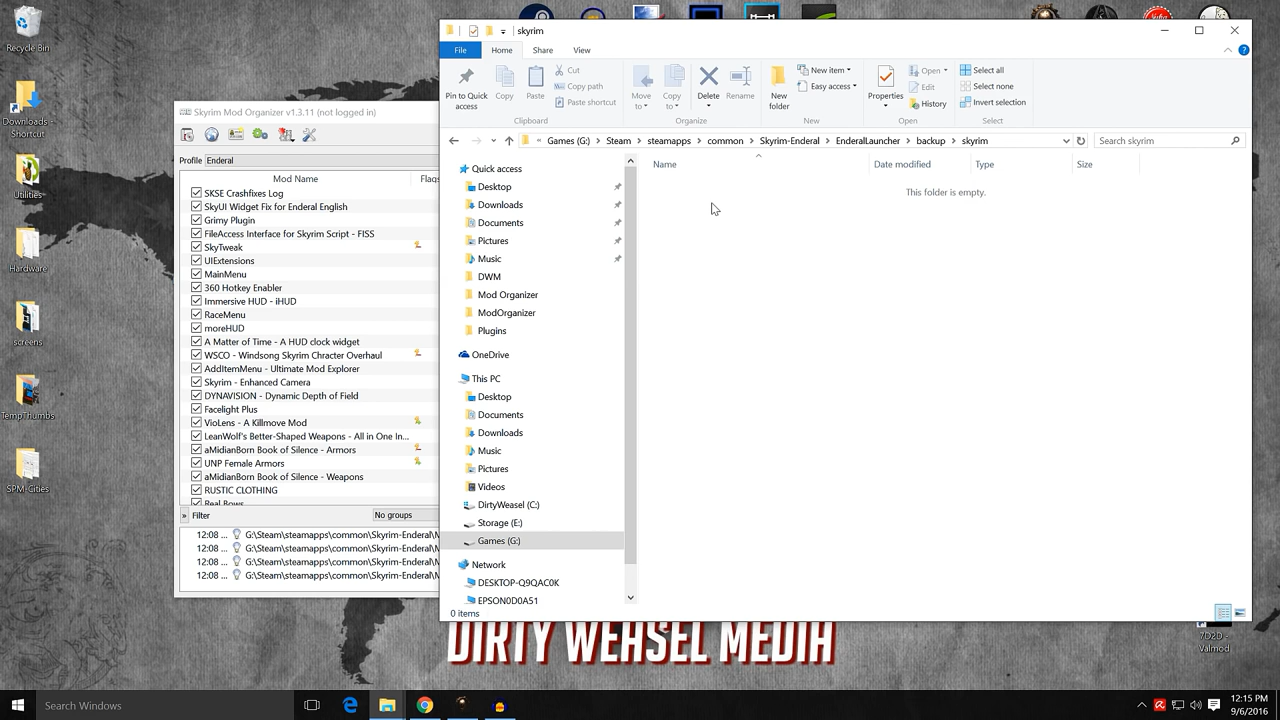 Recycle Bin
Downloads -
Shortcut
Utilities
Hardware
screens
TempThumbs
SPM-Cities
Skyrim Mod Organizer v1.3.11 (not logged in)
Profile Enderal
Mod Name Flags
SKSE Crashfixes Log
SkyUI Widget Fix for Enderal English
Grimy Plugin
FileAccess Interface for Skyrim Script - FISS
SkyTweak
UIExtensions
MainMenu
360 Hotkey Enabler
Immersive HUD - iHUD
RaceMenu
moreHUD
A Matter of Time - A HUD clock widget
WSCO - Windsong Skyrim Chracter Overhaul
AddItemMenu - Ultimate Mod Explorer
Skyrim - Enhanced Camera
DYNAVISION - Dynamic Depth of Field
Facelight Plus
VioLens - A Killmove Mod
LeanWolf's Better-Shaped Weapons - All in One In...
aMidianBorn Book of Silence - Armors
UNP Female Armors
aMidianBorn Book of Silence - Weapons
RUSTIC CLOTHING
Real Bows
» Filter No groups
12:08 ... G:\Steam\steamapps\common\Skyrim-Enderal\M
12:08 ... G:\Steam\steamapps\common\Skyrim-Enderal\M
12:08 ... G:\Steam\steamapps\common\Skyrim-Enderal\M
12:08 ... G:\Steam\steamapps\common\Skyrim-Enderal\M
skyrim
File Home Share View
Pin to Quick
access
Copy
Paste
Cut
Copy path
Paste shortcut
Clipboard
Move
to
Copy
to
Delete
Rename
Organize
New
folder
New item
Easy access
New
Properties
Open
Edit
History
Open
Select all
Select none
Invert selection
Select
« Games (G:) > Steam > steamapps > common > Skyrim-Enderal > EnderalLauncher > backup > skyrim
Search skyrim
Quick access
Desktop
Downloads
Documents
Pictures
Music
DWM
Mod Organizer
ModOrganizer
Plugins
OneDrive
This PC
Desktop
Documents
Downloads
Music
Pictures
Videos
DirtyWeasel (C:)
Storage (E:)
Games (G:)
Network
DESKTOP-Q9QAC0K
EPSON0D0A51
Name Date modified Type Size
This folder is empty.
0 items
DIRTY WEASEL MEDIA
7D2D -
Valmod
Search Windows
12:15 PM
9/6/2016